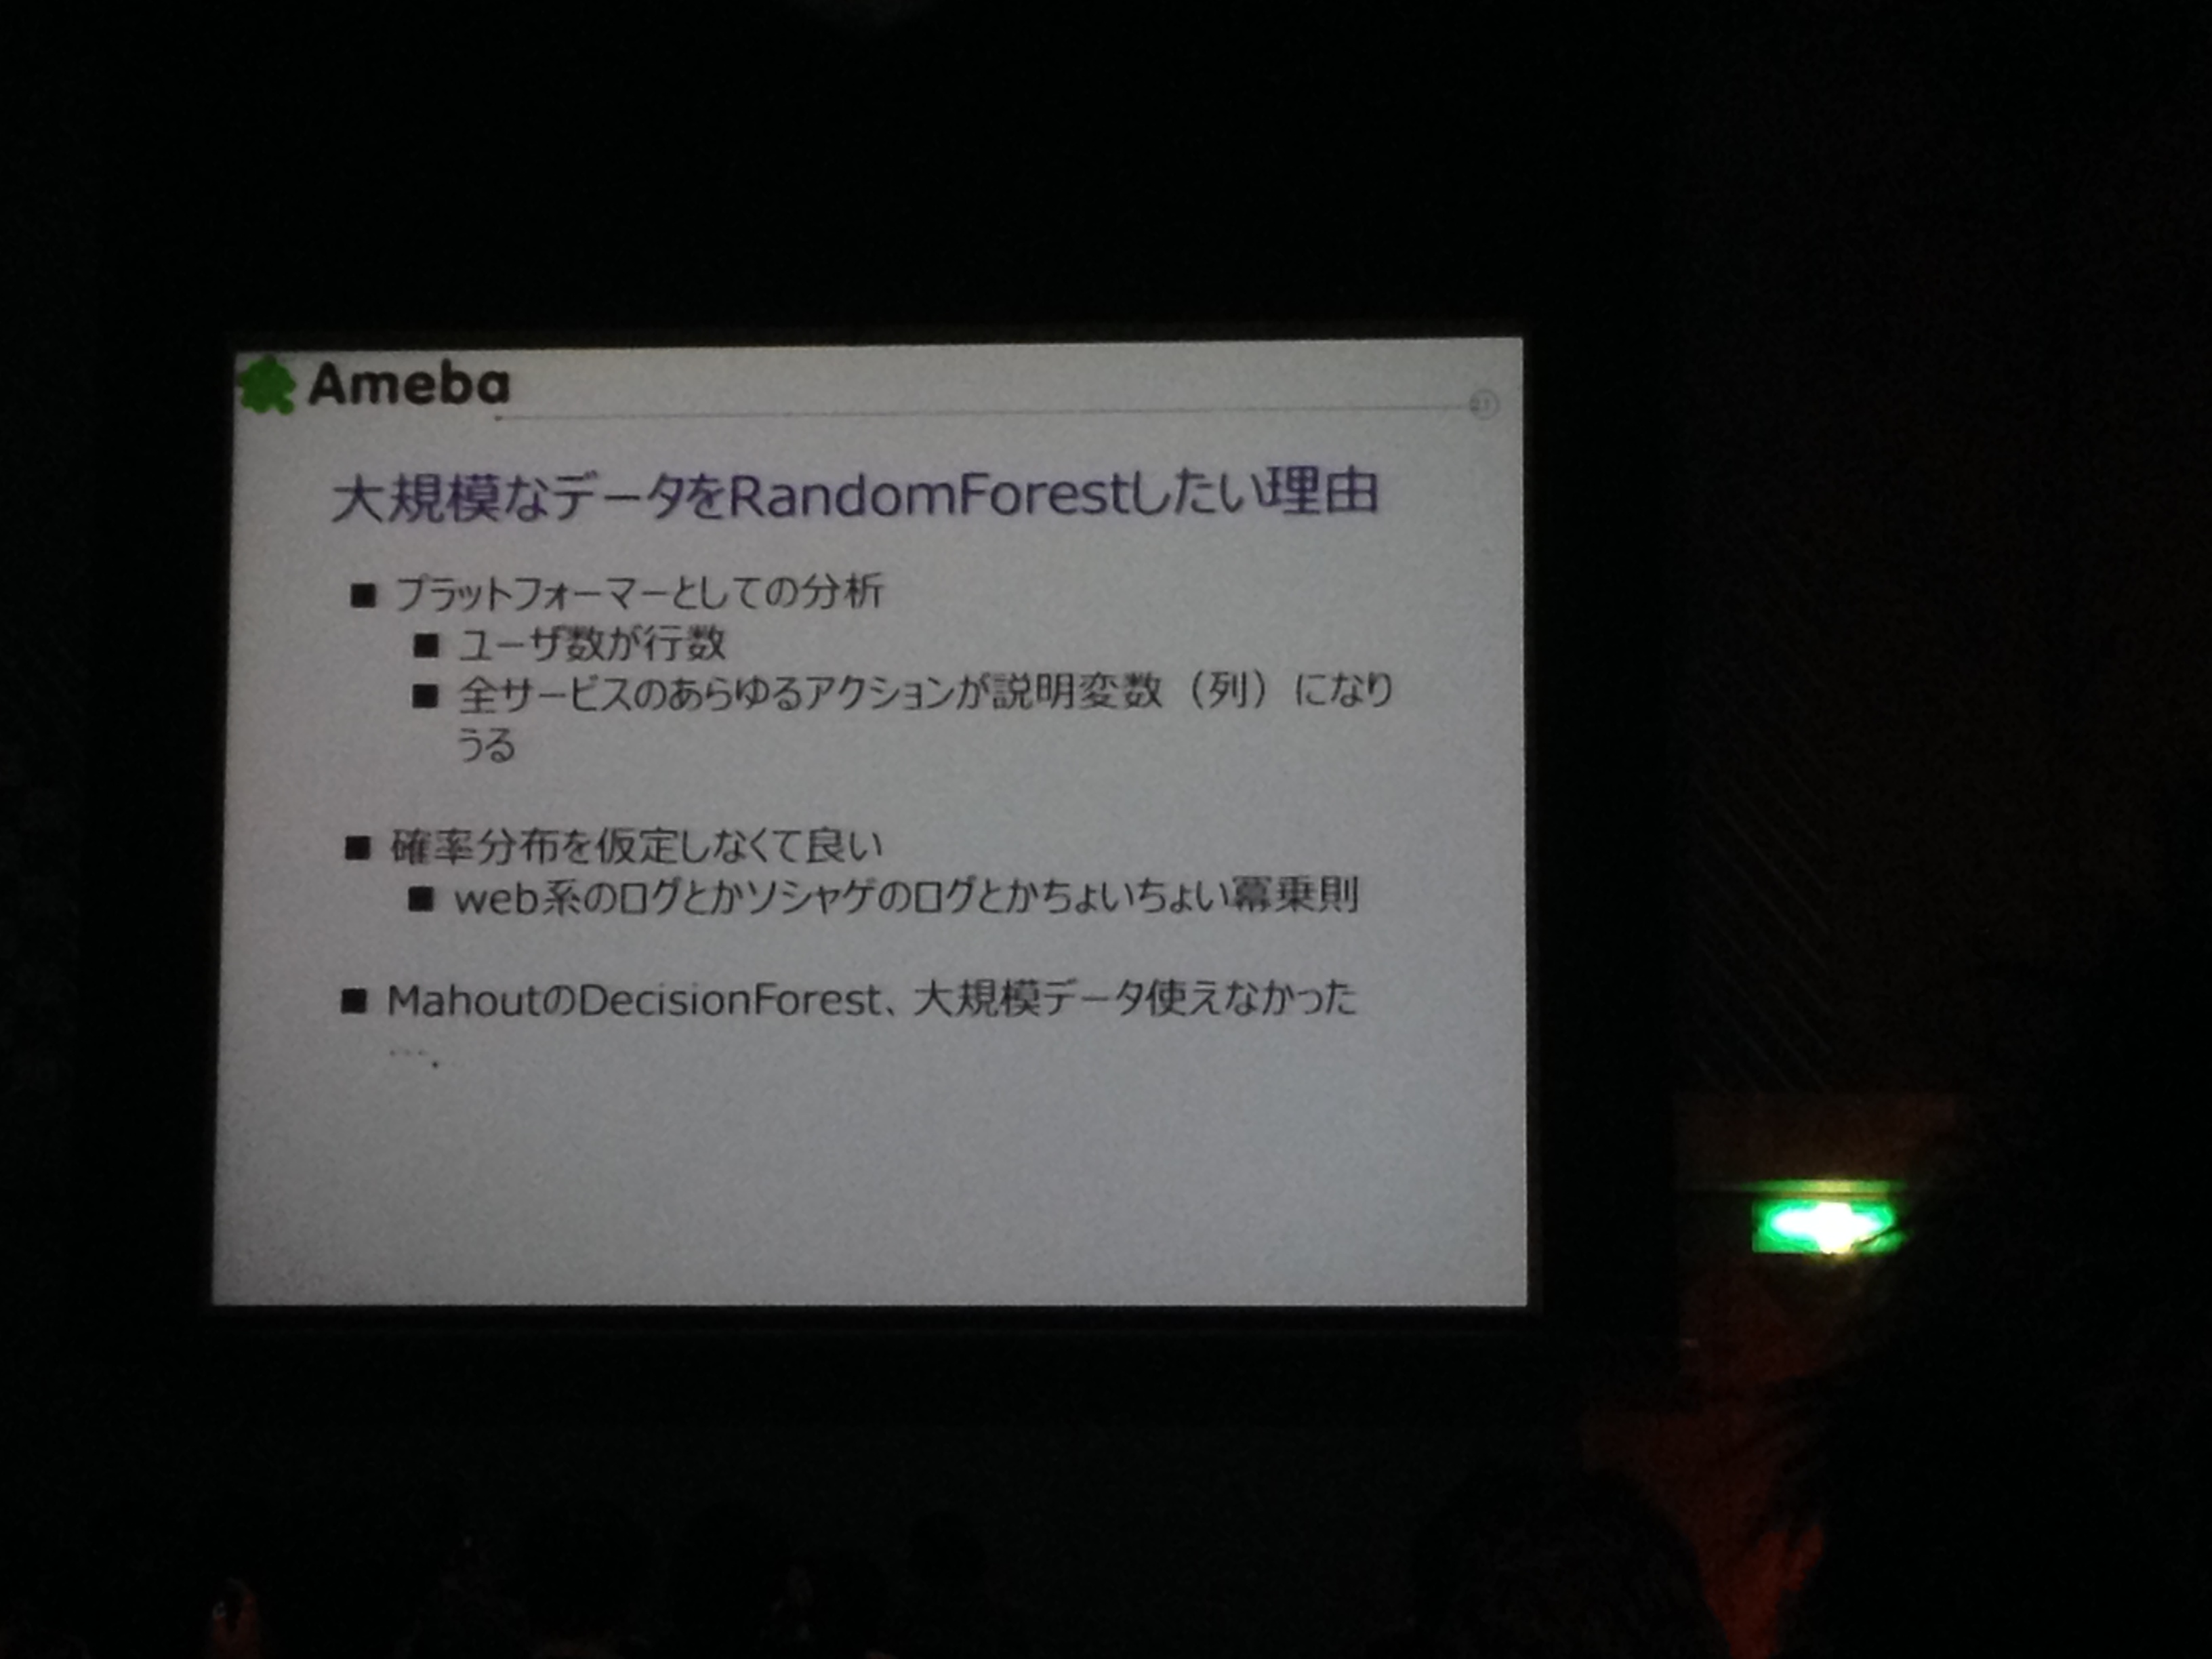 Ameba
大規模なデータをRandomForestしたい理由
■ プラットフォーマーとしての分析
■ ユーザ数が行数
■ 全サービスのあらゆるアクションが説明変数（列）になり
うる
■ 確率分布を仮定しなくて良い
■ web系のログとかソシャゲのログとかちょいちょい冪乗則
■ MahoutのDecisionForest、大規模データ使えなかった
….